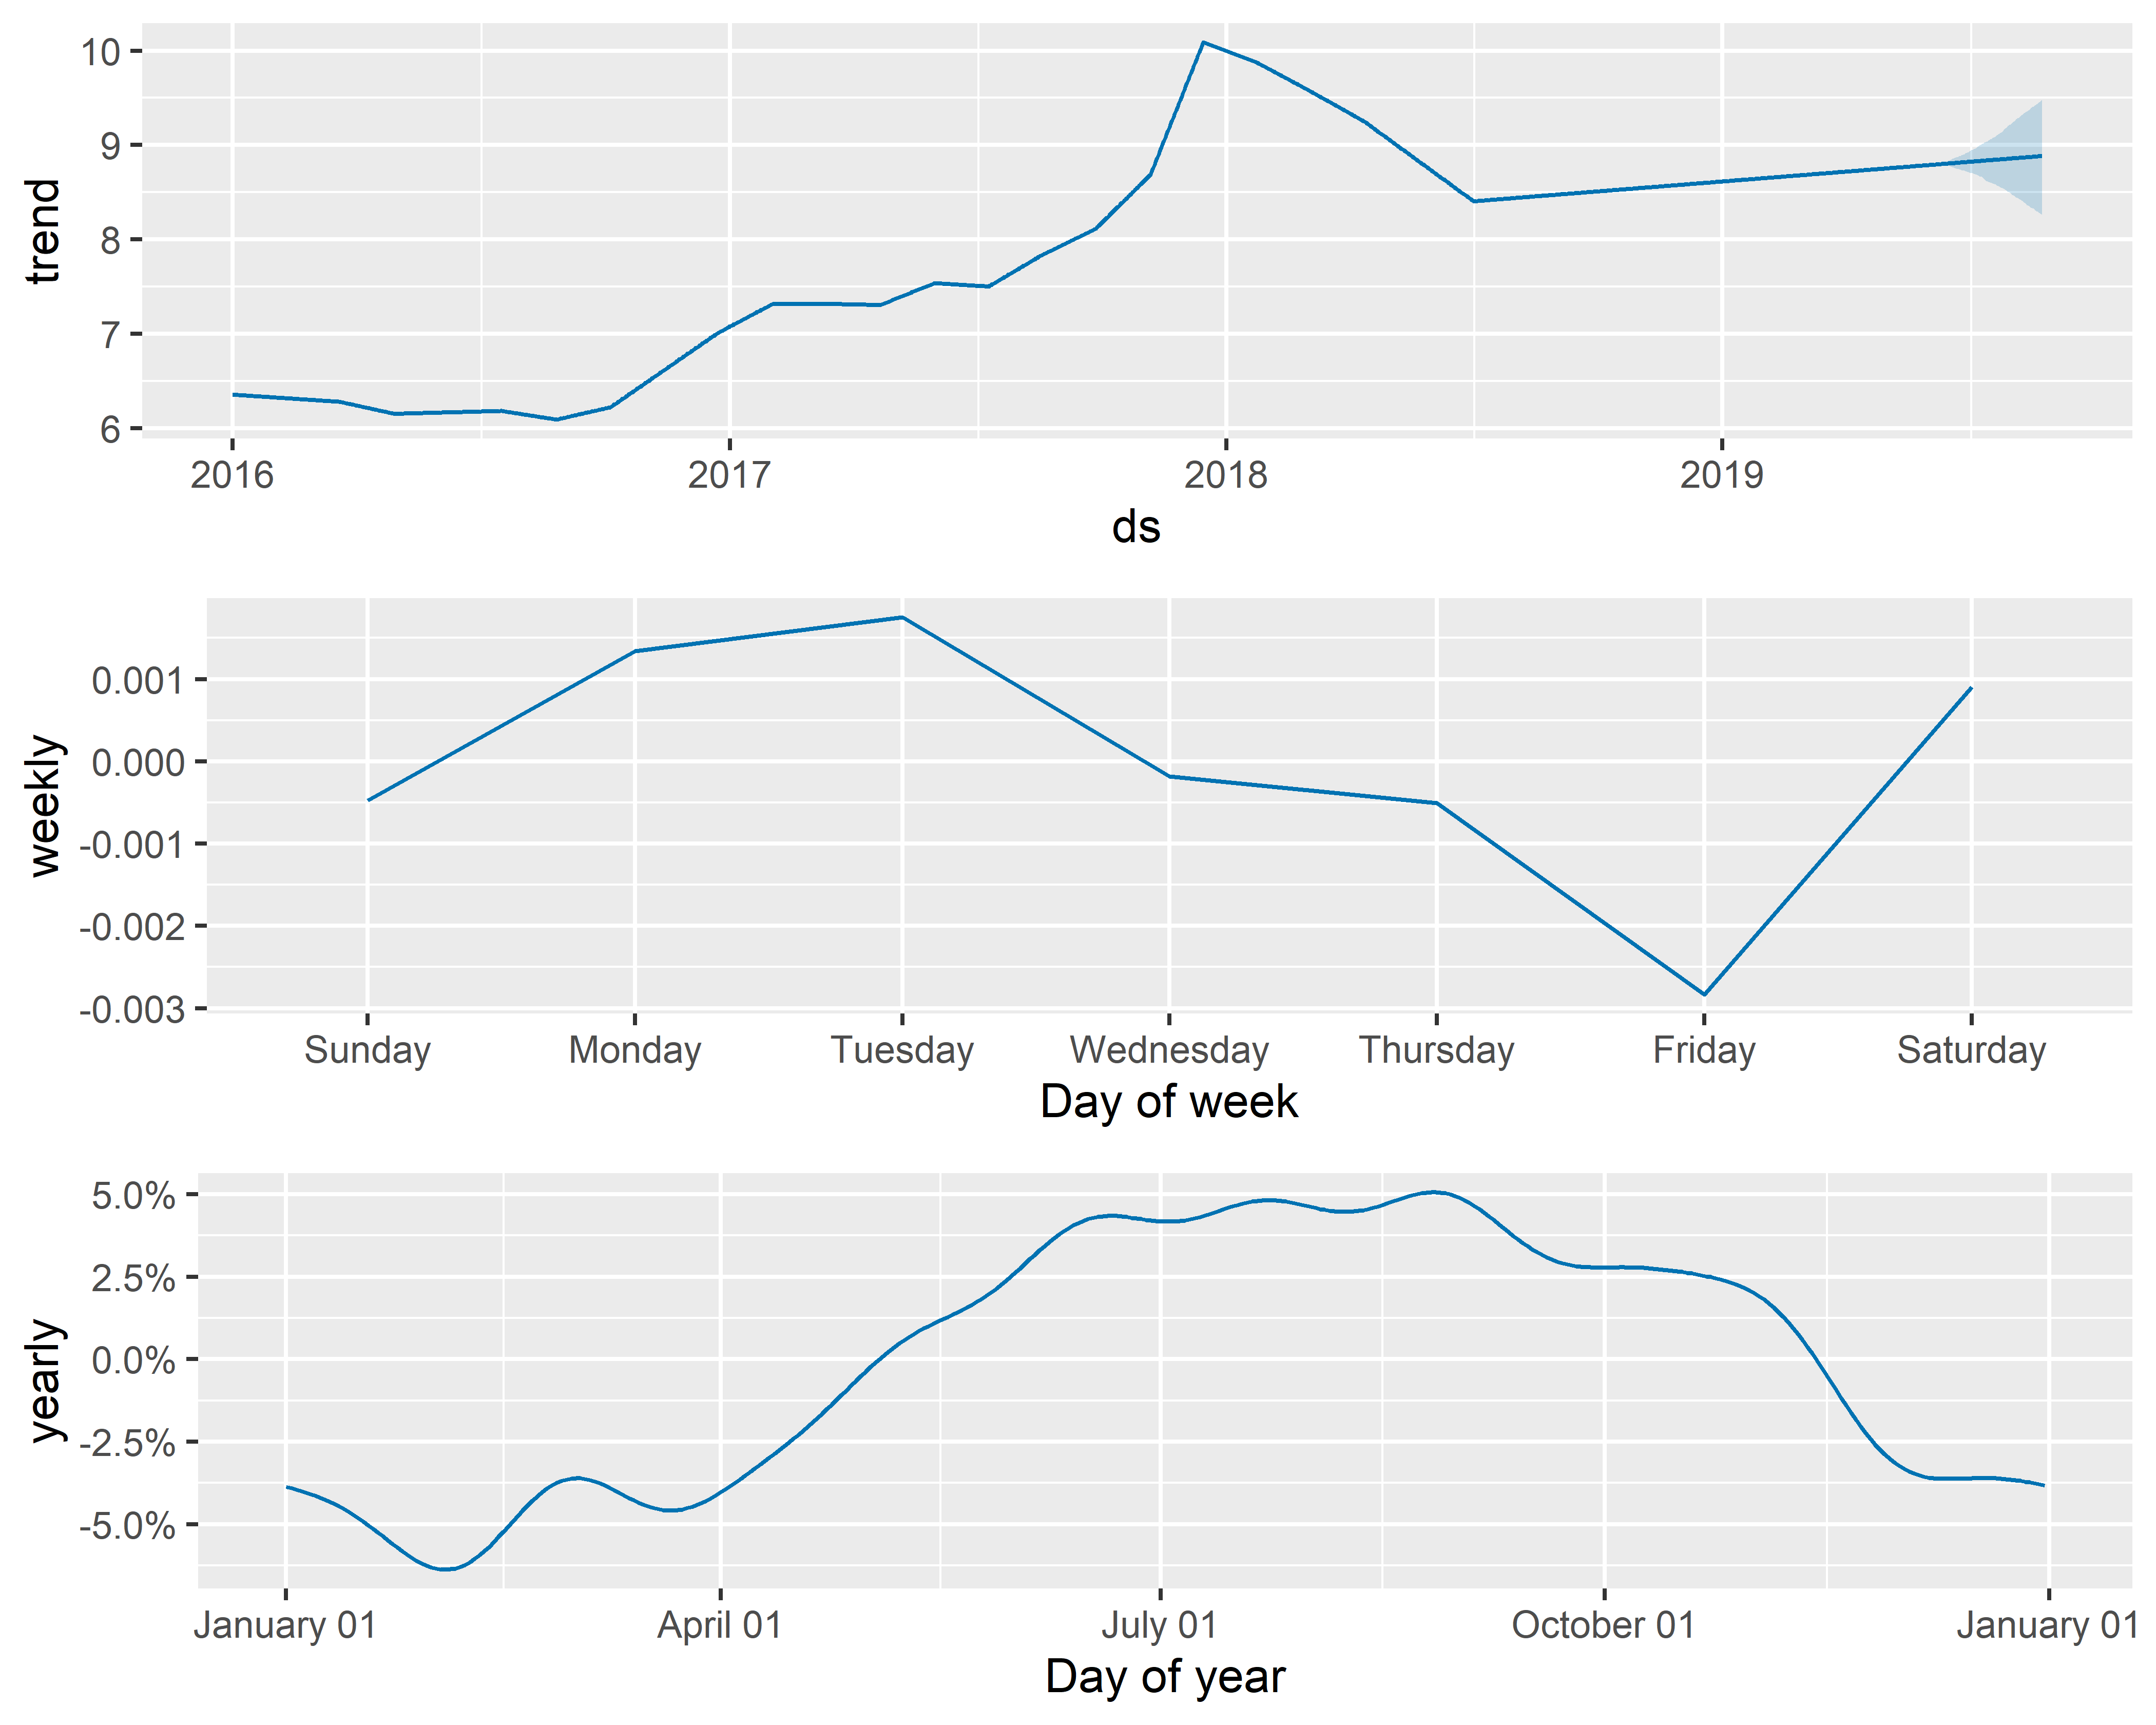 10
9
8
7
6
trend
2016 2017 2018 2019
ds
0.001
0.000
-0.001
-0.002
-0.003
weekly
Sunday Monday Tuesday Wednesday Thursday Friday Saturday
Day of week
5.0%
2.5%
0.0%
-2.5%
-5.0%
yearly
January 01 April 01 July 01 October 01 January 01
Day of year